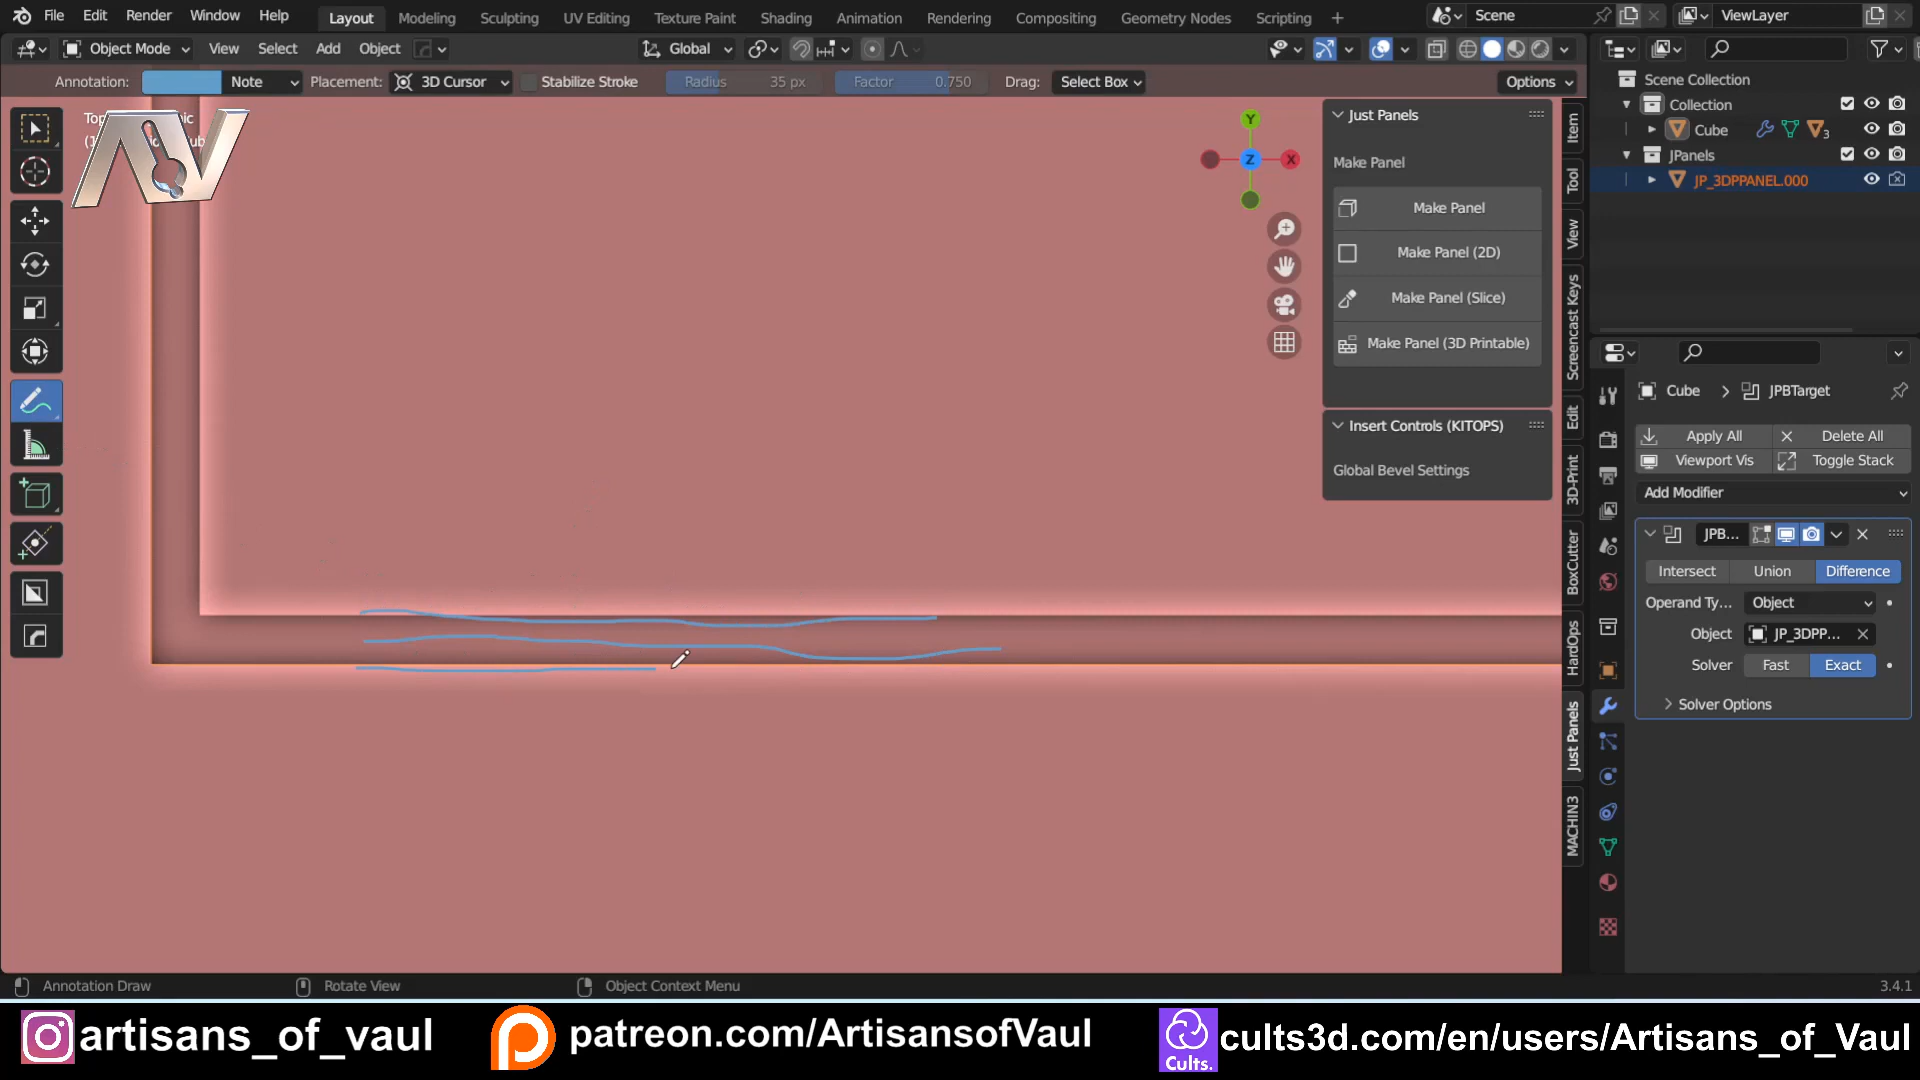 File Edit Render Window Help Layout Modeling Sculpting UV Editing Texture Paint Shading Animation Rendering Compositing Geometry Nodes Scripting Scene ViewLayer
Object Mode View Select Add Object Global
Annotation: Note Placement: 3D Cursor Stabilize Stroke Radius 35 px Factor 0.750 Drag: Select Box Options
Scene Collection
Collection
Cube 3
JPanels
JP_3DPPANEL.000
AV
Y
Z
X
Just Panels
Make Panel
Make Panel
Make Panel (2D)
Make Panel (Slice)
Make Panel (3D Printable)
Insert Controls (KITOPS)
Global Bevel Settings
Item
Tool
View
Screencast Keys
Edit
3D-Print
BoxCutter
HardOps
Just Panels
MACHIN3
Cube JPBTarget
Apply All Delete All
Viewport Vis Toggle Stack
Add Modifier
JPB...
Intersect Union Difference
Operand Ty... Object
Object JP_3DPP...
Solver Fast Exact
Solver Options
Annotation Draw Rotate View Object Context Menu 3.4.1
artisans_of_vaul patreon.com/ArtisansofVaul Cults. cults3d.com/en/users/Artisans_of_Vaul